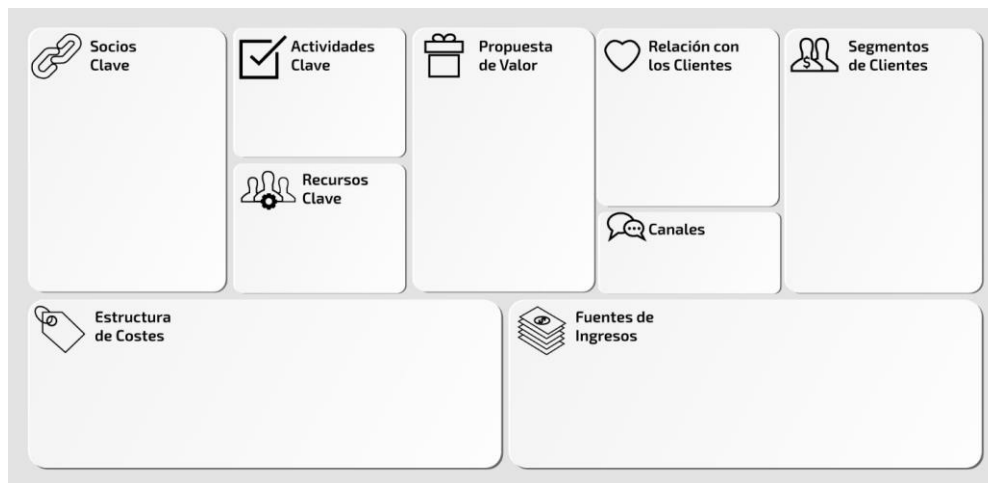 Socios
Clave
Actividades
Clave
Recursos
Clave
Propuesta
de Valor
Relación con
los Clientes
Canales
Segmentos
de Clientes
Estructura
de Costes
Fuentes de
Ingresos